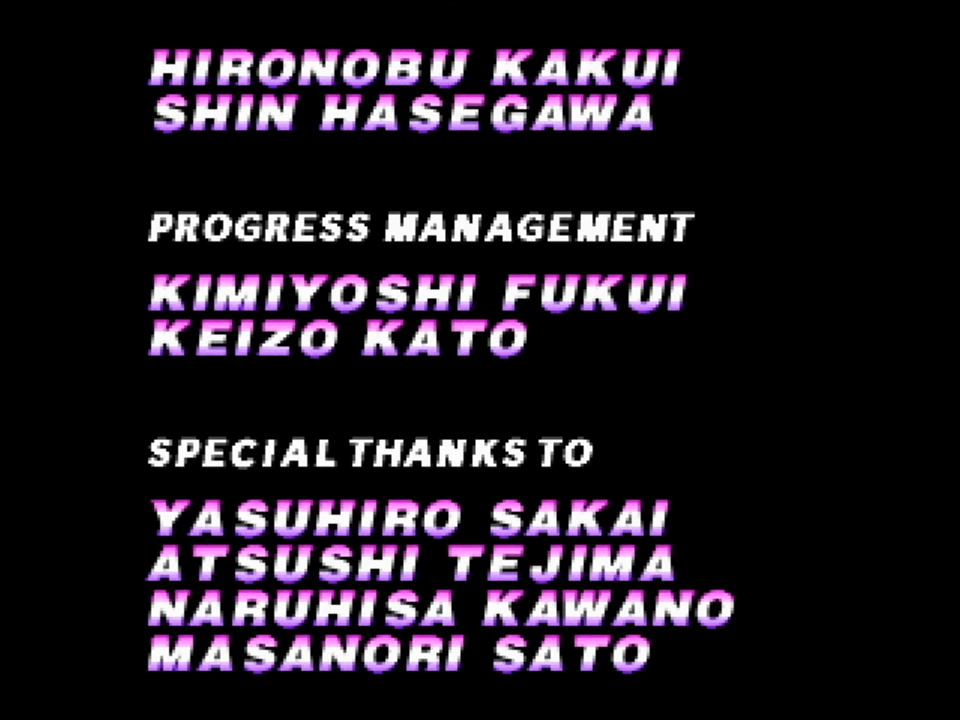 HIRONOBU KAKUI
SHIN HASEGAWA
PROGRESS MANAGEMENT
KIMIYOSHI FUKUI
KEIZO KATO
SPECIAL THANKS TO
YASUHIRO SAKAI
ATSUSHI TEJIMA
NARUHISA KAWANO
MASANORI SATO